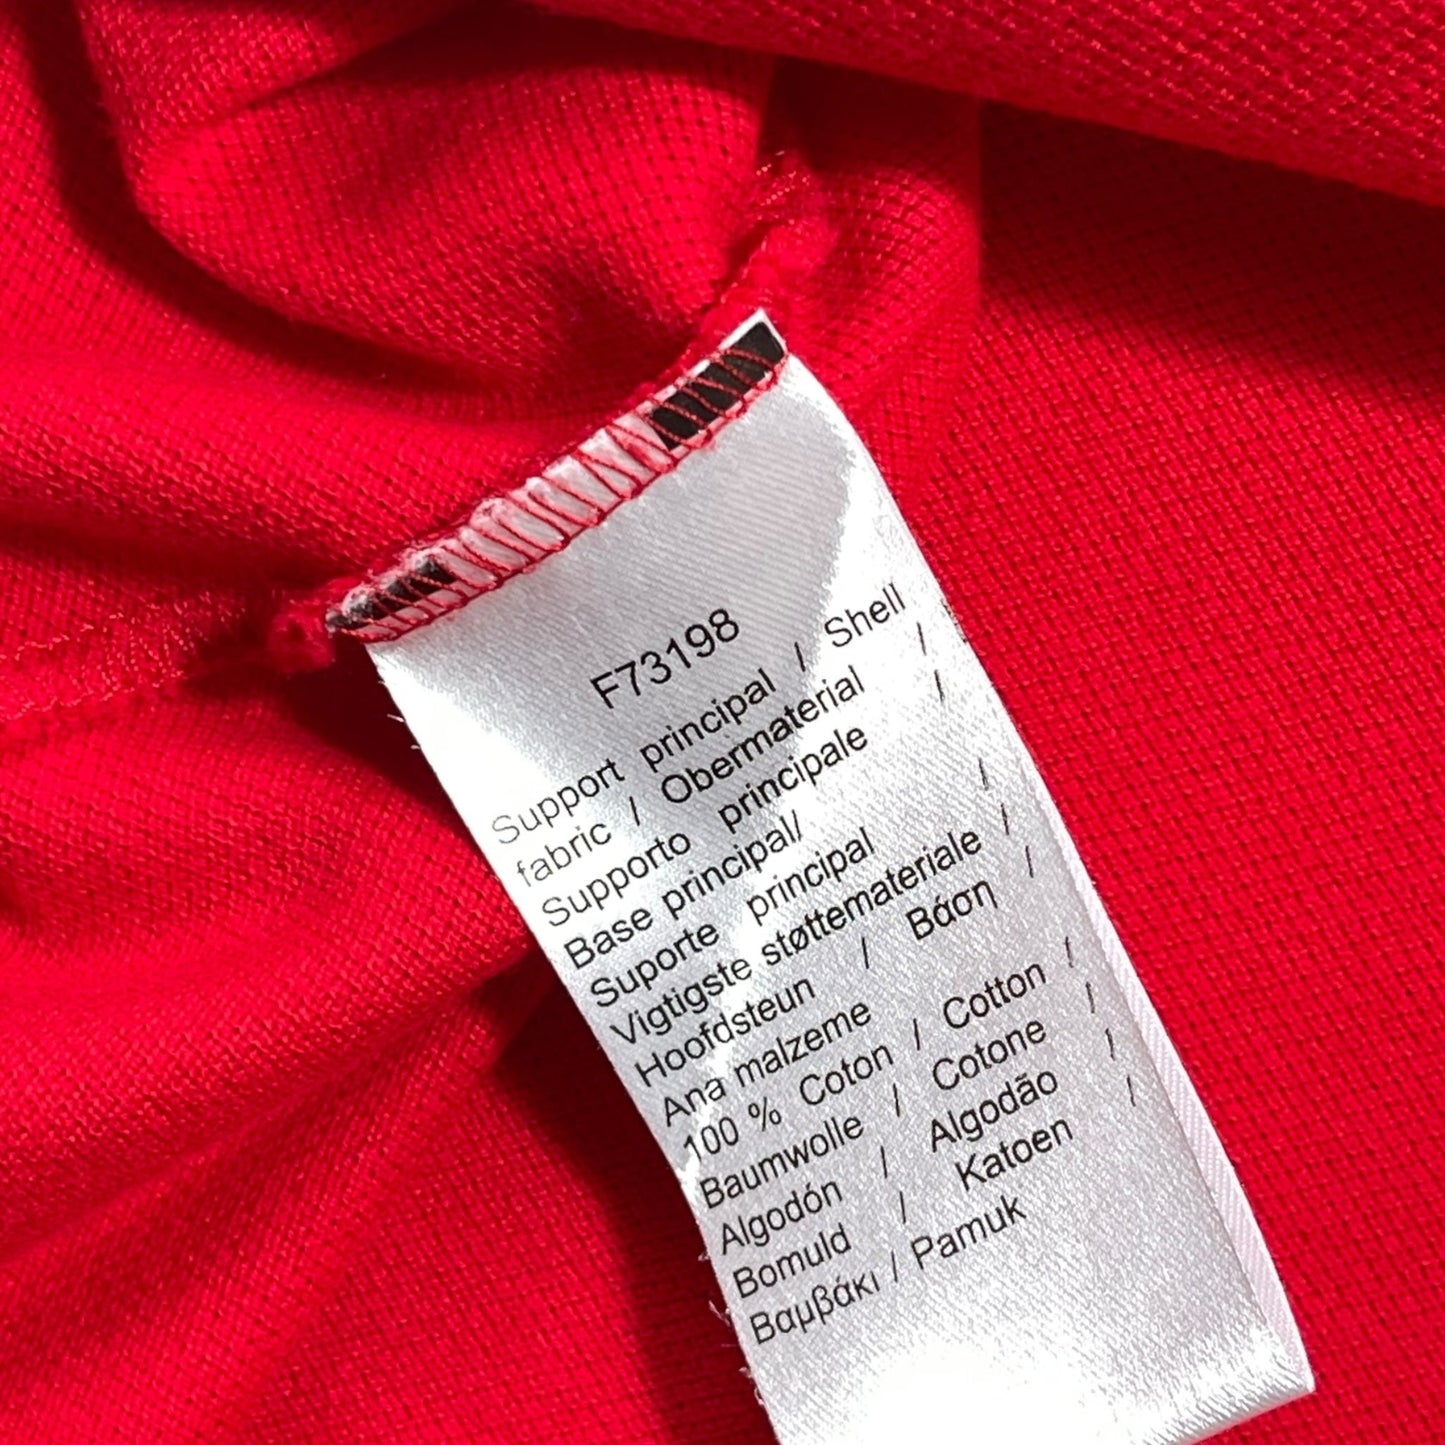 F73198
Support principal / Shell
fabric / Obermaterial /
Supporto principale /
Base principal/
Suporte principal /
Vigtigste støttemateriale /
Hoofdsteun / Βάση /
Ana malzeme
100 % Coton / Cotton /
Baumwolle / Cotone /
Algodón / Algodão /
Bomuld / Katoen /
Βαμβάκι / Pamuk